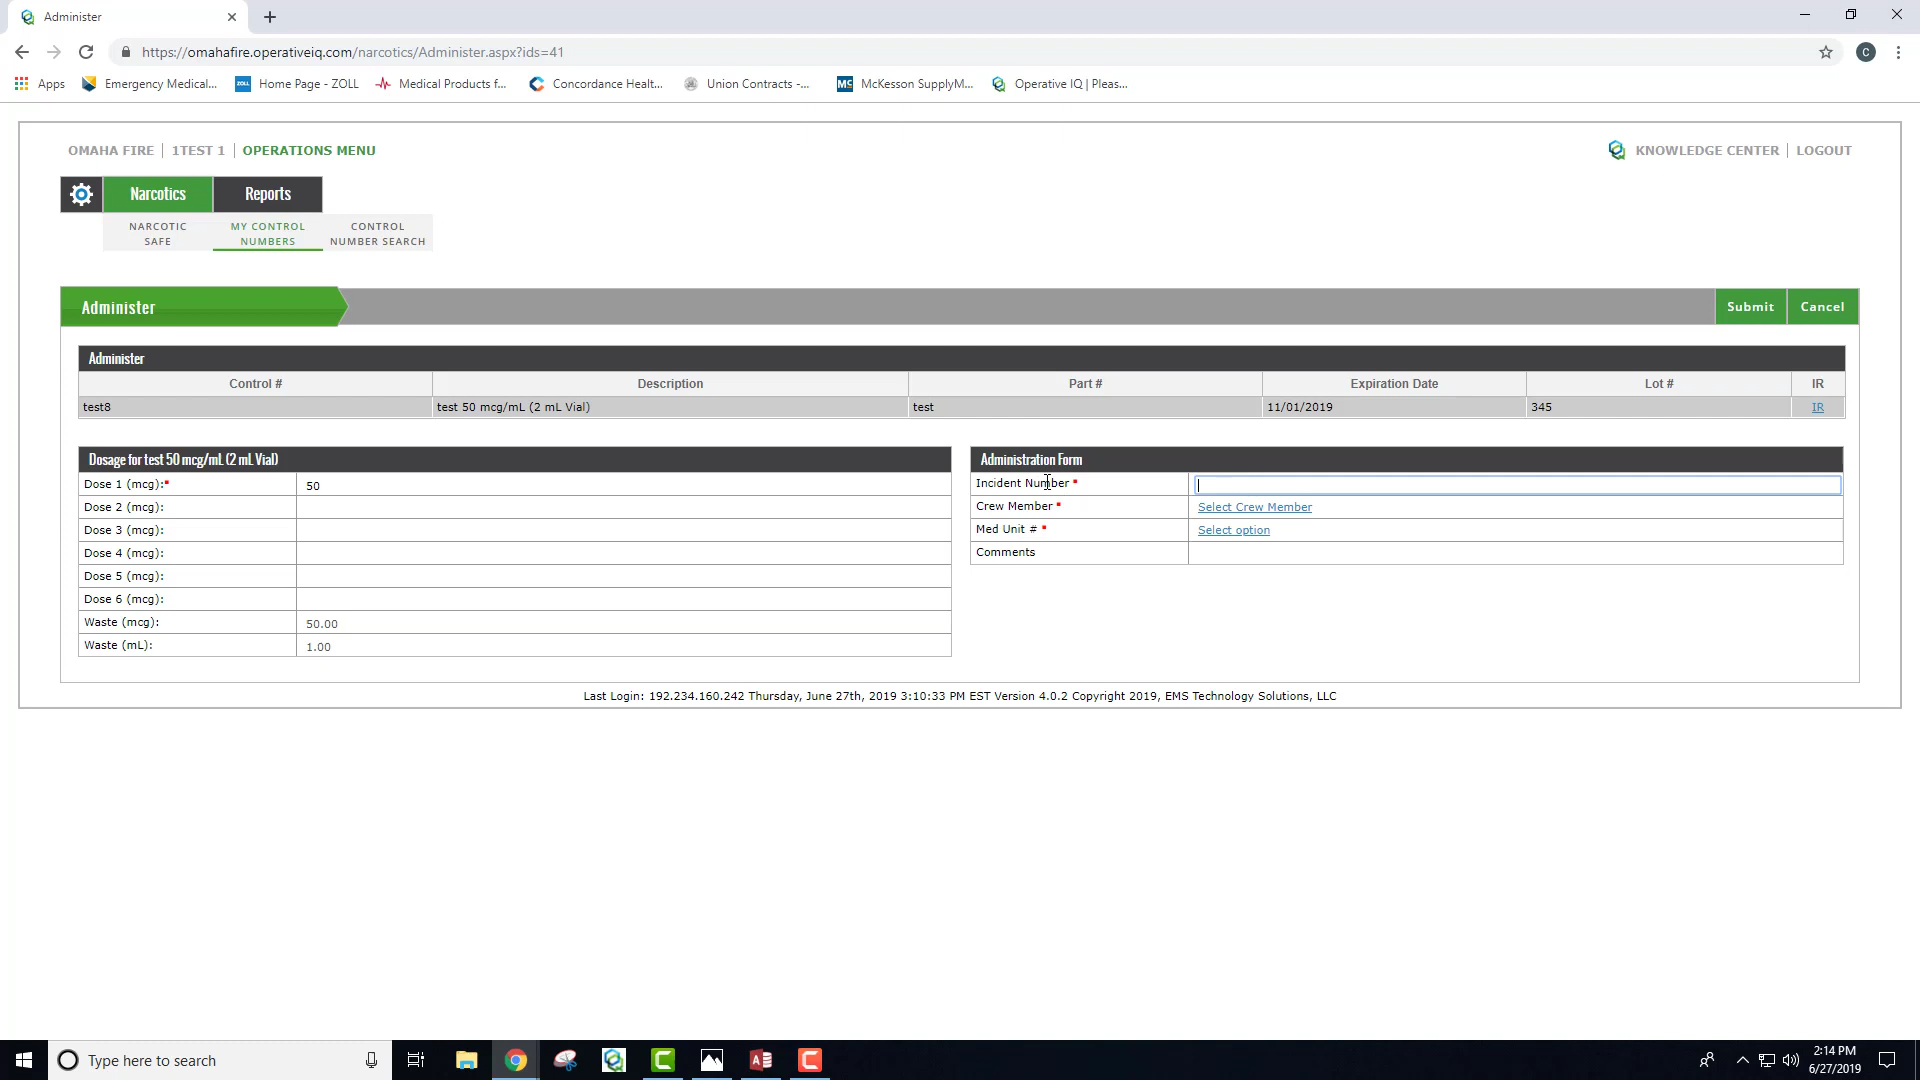 Administer
https://omahafire.operativeiq.com/narcotics/Administer.aspx?ids=41
C
Apps
Emergency Medical...
ZOLL
Home Page - ZOLL
Medical Products f...
Concordance Healt...
Union Contracts -...
MC
McKesson SupplyM...
Operative IQ | Pleas...
OMAHA FIRE | 1TEST 1 | OPERATIONS MENU
KNOWLEDGE CENTER | LOGOUT
Narcotics
Reports
NARCOTIC SAFE
MY CONTROL NUMBERS
CONTROL NUMBER SEARCH
Administer
Submit
Cancel
Administer
Control # Description Part # Expiration Date Lot # IR
test8 test 50 mcg/mL (2 mL Vial) test 11/01/2019 345 IR
Dosage for test 50 mcg/mL (2 mL Vial)
Dose 1 (mcg):* 50
Dose 2 (mcg):
Dose 3 (mcg):
Dose 4 (mcg):
Dose 5 (mcg):
Dose 6 (mcg):
Waste (mcg): 50.00
Waste (mL): 1.00
Administration Form
Incident Number *
Crew Member * Select Crew Member
Med Unit # * Select option
Comments
Last Login: 192.234.160.242 Thursday, June 27th, 2019 3:10:33 PM EST Version 4.0.2 Copyright 2019, EMS Technology Solutions, LLC
Type here to search
2:14 PM
6/27/2019